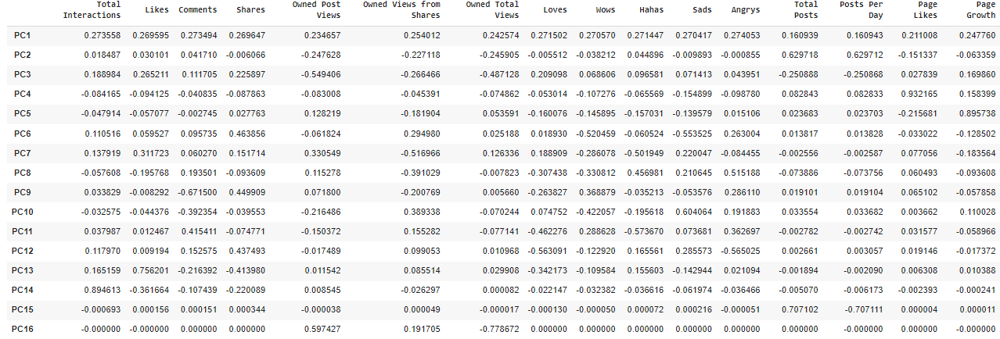 Total Interactions Likes Comments Shares Owned Post Views Owned Views from Shares Owned Total Views Loves Wows Hahas Sads Angrys Total Posts Posts Per Day Page Likes Page Growth
PC1 0.273558 0.269595 0.273494 0.269647 0.234657 0.254012 0.242574 0.271502 0.270570 0.271447 0.270417 0.274053 0.160939 0.160943 0.211008 0.247760
PC2 0.018487 0.030101 0.041710 -0.006066 -0.247628 -0.227118 -0.245905 -0.005512 -0.038212 0.044896 -0.009893 -0.000855 0.629718 0.629712 -0.151337 -0.063359
PC3 0.188984 0.265211 0.111705 0.225897 -0.549406 -0.266466 -0.487128 0.209098 0.068606 0.096581 0.071413 0.043951 -0.250888 -0.250868 0.027839 0.169860
PC4 -0.084165 -0.094125 -0.040835 -0.087863 -0.083008 -0.045391 -0.074862 -0.053014 -0.107276 -0.065569 -0.154899 -0.098780 0.082843 0.082833 0.932165 0.158399
PC5 -0.047914 -0.057077 -0.002745 0.027763 0.128219 -0.181904 0.053591 -0.160076 -0.145895 -0.157031 -0.139579 0.015106 0.023683 0.023703 -0.215681 0.895738
PC6 0.110516 0.059527 0.095735 0.463856 -0.061824 0.294980 0.025188 0.018930 -0.520459 -0.060524 -0.553525 0.263004 0.013817 0.013828 -0.033022 -0.128502
PC7 0.137919 0.311723 0.060270 0.151714 0.330549 -0.516966 0.126336 0.188909 -0.286078 -0.501949 0.220047 -0.084455 -0.002556 -0.002587 0.077056 -0.183564
PC8 -0.057608 -0.195768 0.193501 -0.093609 0.115278 -0.391029 -0.007823 -0.307438 -0.330812 0.456981 0.210645 0.515188 -0.073886 -0.073756 0.060493 -0.093608
PC9 0.033829 -0.008292 -0.671500 0.449909 0.071800 -0.200769 0.005660 -0.263827 0.368879 -0.035213 -0.053576 0.286110 0.019101 0.019104 0.065102 -0.057858
PC10 -0.032575 -0.044376 -0.392354 -0.039553 -0.216486 0.389338 -0.070244 0.074752 -0.422057 -0.195618 0.604064 0.191883 0.033554 0.033682 0.003662 0.110028
PC11 0.037987 0.012467 0.415411 -0.074771 -0.150372 0.155282 -0.077141 -0.462276 0.288628 -0.573670 0.073681 0.362697 -0.002782 -0.002742 0.031577 -0.058966
PC12 0.117970 0.009194 0.152575 0.437493 -0.017489 0.099053 0.010968 -0.563091 -0.122920 0.165561 0.285573 -0.565025 0.002661 0.003057 0.019146 -0.017372
PC13 0.165159 0.756201 -0.216392 -0.413980 0.011542 0.085514 0.029908 -0.342173 -0.109584 0.155603 -0.142944 0.021094 -0.001894 -0.002090 0.006308 0.010388
PC14 0.894613 -0.361664 -0.107439 -0.220089 0.008545 -0.026297 0.000082 -0.022147 -0.032382 -0.036616 -0.061974 -0.036466 -0.005070 -0.006173 -0.002393 -0.000241
PC15 -0.000693 0.000156 0.000151 0.000344 -0.000038 0.000049 -0.000017 -0.000130 -0.000050 0.000072 0.000216 -0.000051 0.707102 -0.707111 0.000004 0.000011
PC16 -0.000000 -0.000000 0.000000 0.000000 0.597427 0.191705 -0.778672 0.000000 0.000000 0.000000 0.000000 0.000000 0.000000 -0.000000 0.000000 -0.000000